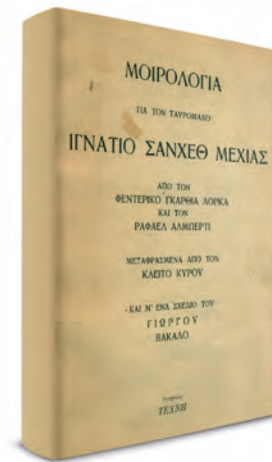 ΜΟΙΡΟΛΟΓΙΑ
ΓΙΑ ΤΟΝ ΤΑΥΡΟΜΑΧΟ
ΙΓΝΑΤΙΟ ΣΑΝΧΕΘ ΜΕΧΙΑΣ
ΑΠΟ ΤΟΝ
ΦΕΝΤΕΡΙΚΟ ΓΚΑΡΘΙΑ ΛΟΡΚΑ
ΚΑΙ ΤΟΝ
ΡΑΦΑΕΛ ΑΛΜΠΕΡΤΙ
ΜΕΤΑΦΡΑΣΜΕΝΑ ΑΠΟ ΤΟΝ
ΚΛΕΙΤΟ ΚΥΡΟΥ
ΚΑΙ Μ' ΕΝΑ ΣΧΕΔΙΟ ΤΟΥ
ΓΙΩΡΓΟΥ
ΒΑΚΑΛΟ
ΤΕΧΝΗ